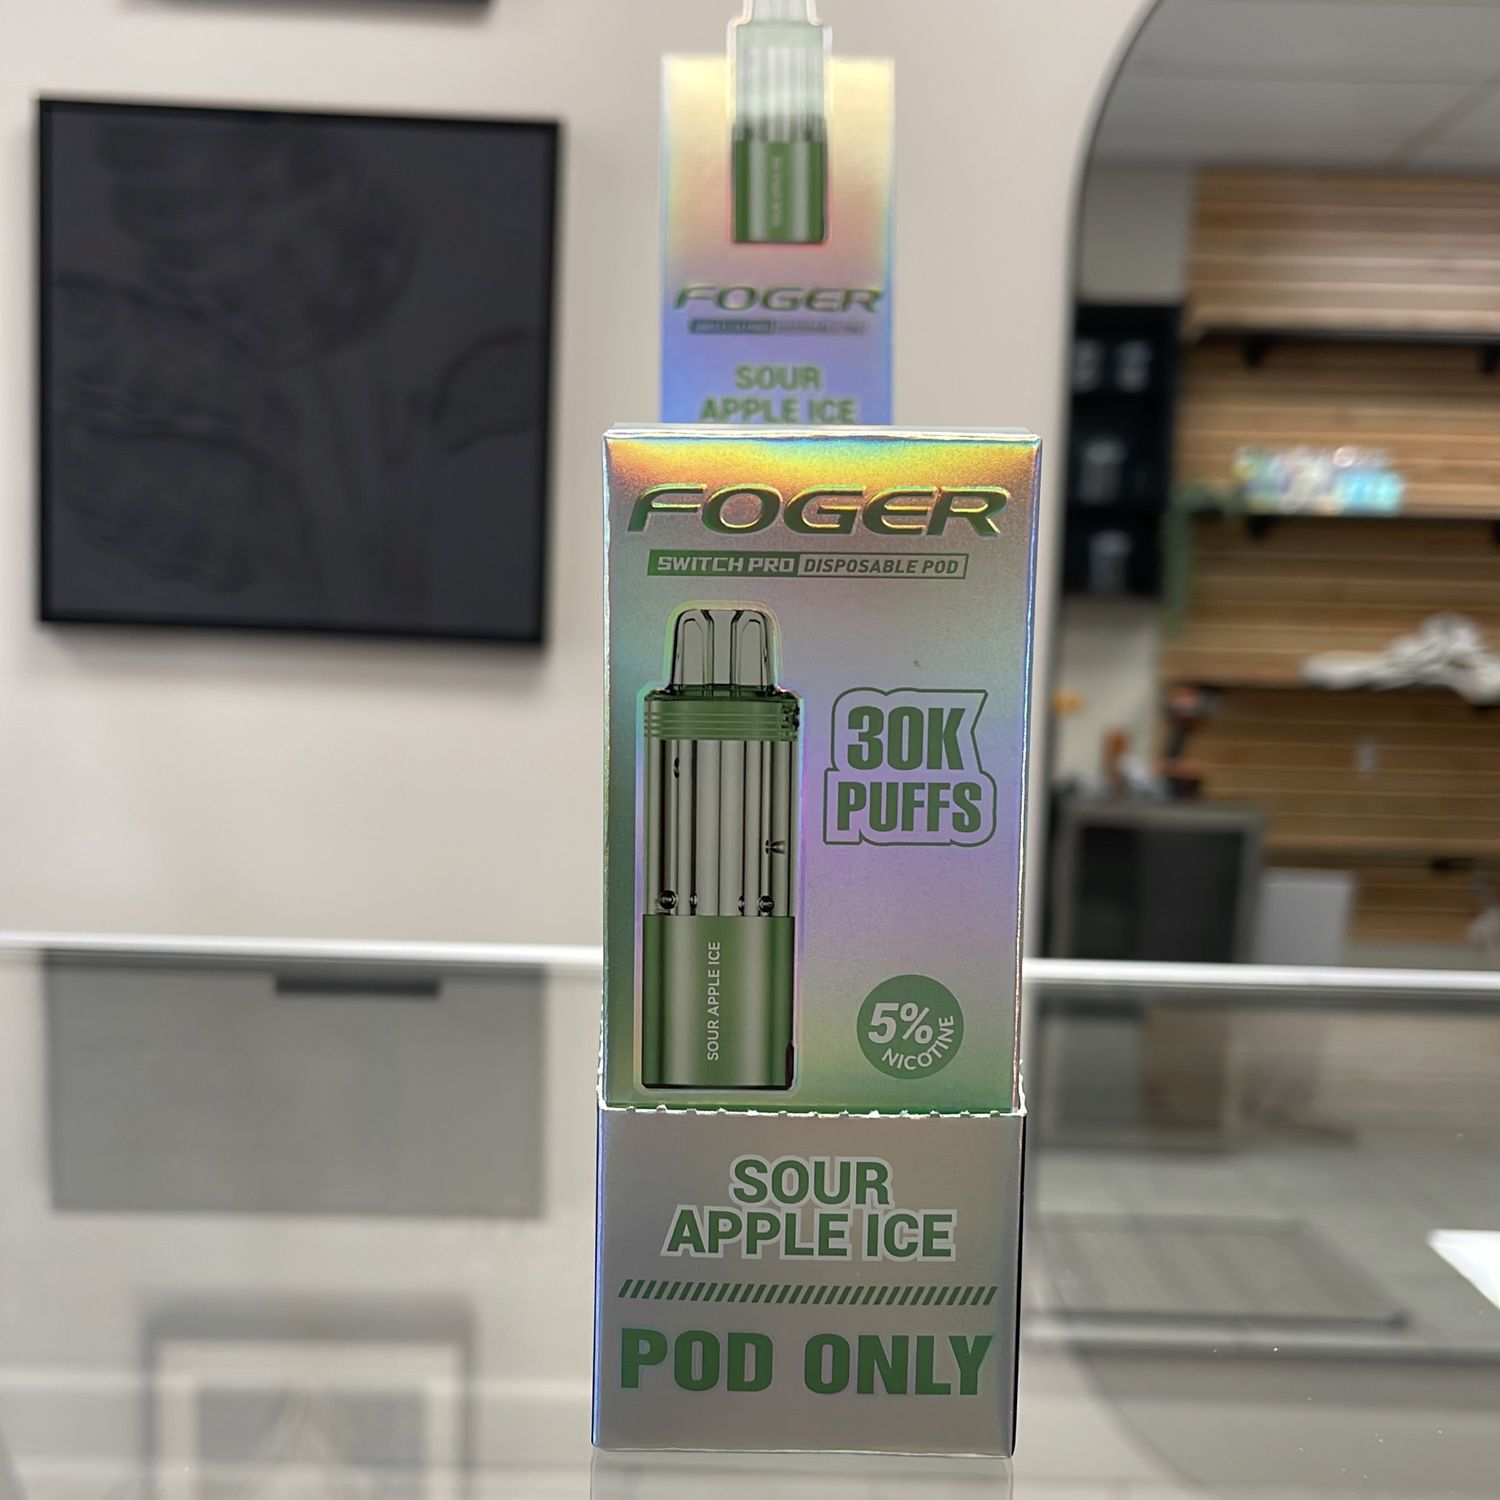 FOGER
SOUR
APPLE ICE
FOGER
SWITCH PRO DISPOSABLE POD
30K
PUFFS
SOUR APPLE ICE
5%
NICOTINE
SOUR
APPLE ICE
POD ONLY